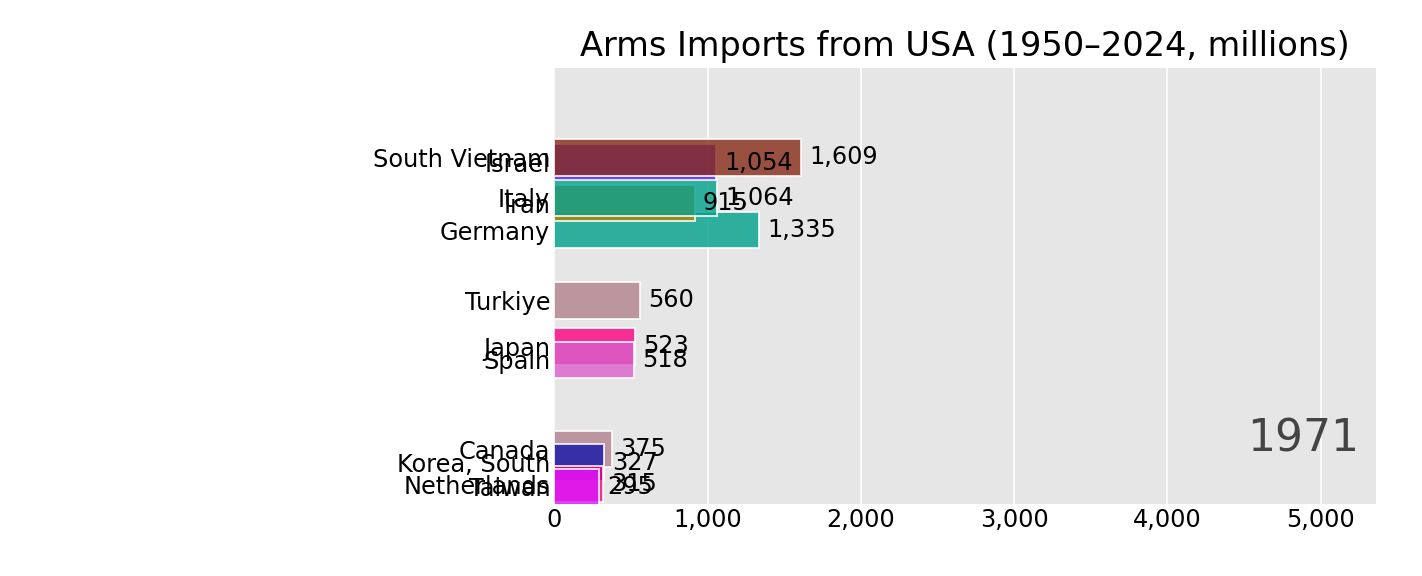 Arms Imports from USA (1950–2024, millions)
South Vietnam 1,609
Israel 1,054
Italy 1,064
Iran 915
Germany 1,335
Turkiye 560
Japan 523
Spain 518
Canada 375
Korea, South 327
Netherlands 315
Taiwan 295
1971
0 1,000 2,000 3,000 4,000 5,000